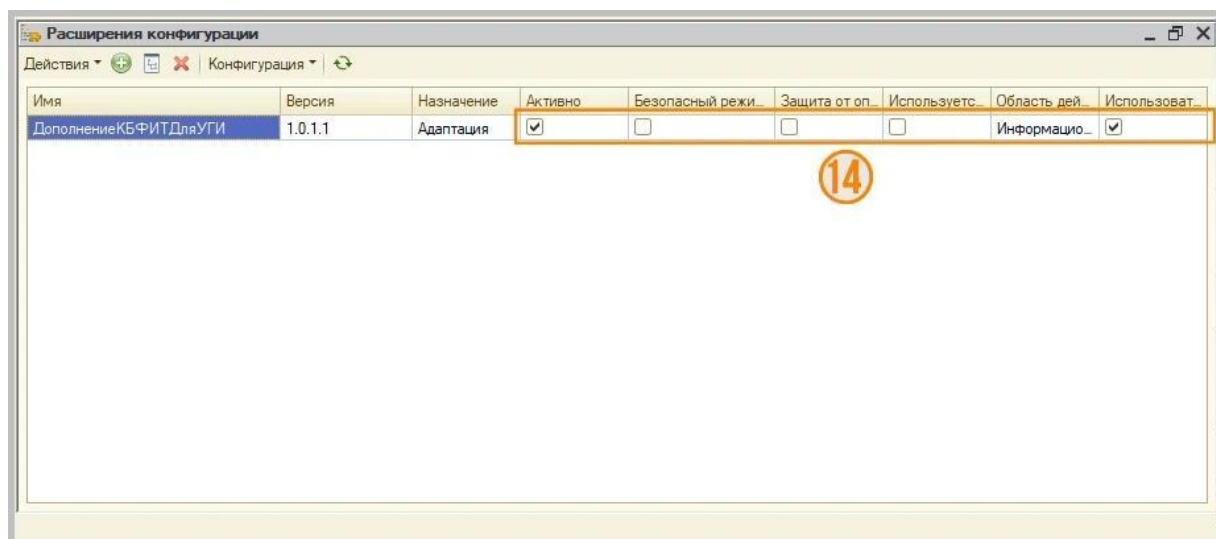 Расширения конфигурации
Действия Конфигурация
Имя Версия Назначение Активно Безопасный режи... Защита от оп... Используетс... Область дей... Использоват...
ДополнениеКБФИТДляУГИ 1.0.1.1 Адаптация Информацио...
14